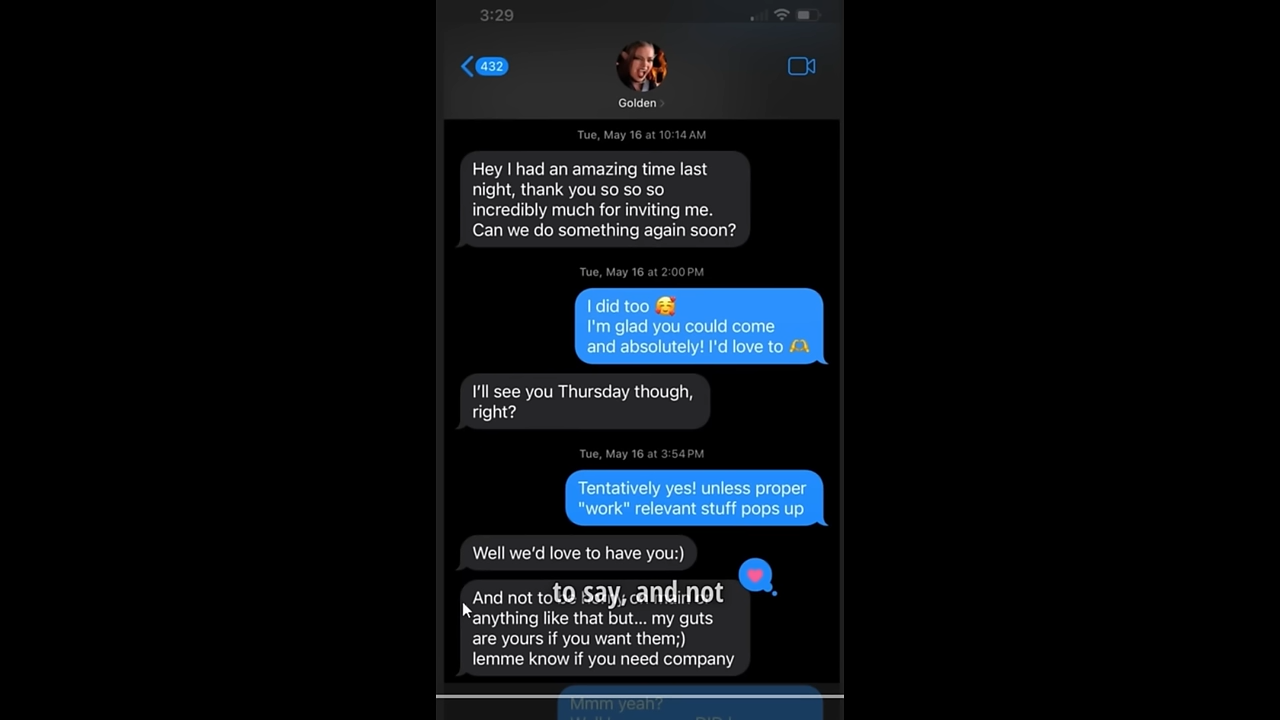 3:29
432
Golden
Tue, May 16 at 10:14 AM
Hey I had an amazing time last
night, thank you so so so
incredibly much for inviting me.
Can we do something again soon?
Tue, May 16 at 2:00 PM
I did too 🥰
I'm glad you could come
and absolutely! I'd love to 🫶
I'll see you Thursday though,
right?
Tue, May 16 at 3:54 PM
Tentatively yes! unless proper
"work" relevant stuff pops up
Well we'd love to have you:)
to say, and not
And not to be horny on main or
anything like that but... my guts
are yours if you want them;)
lemme know if you need company
Mmm yeah?